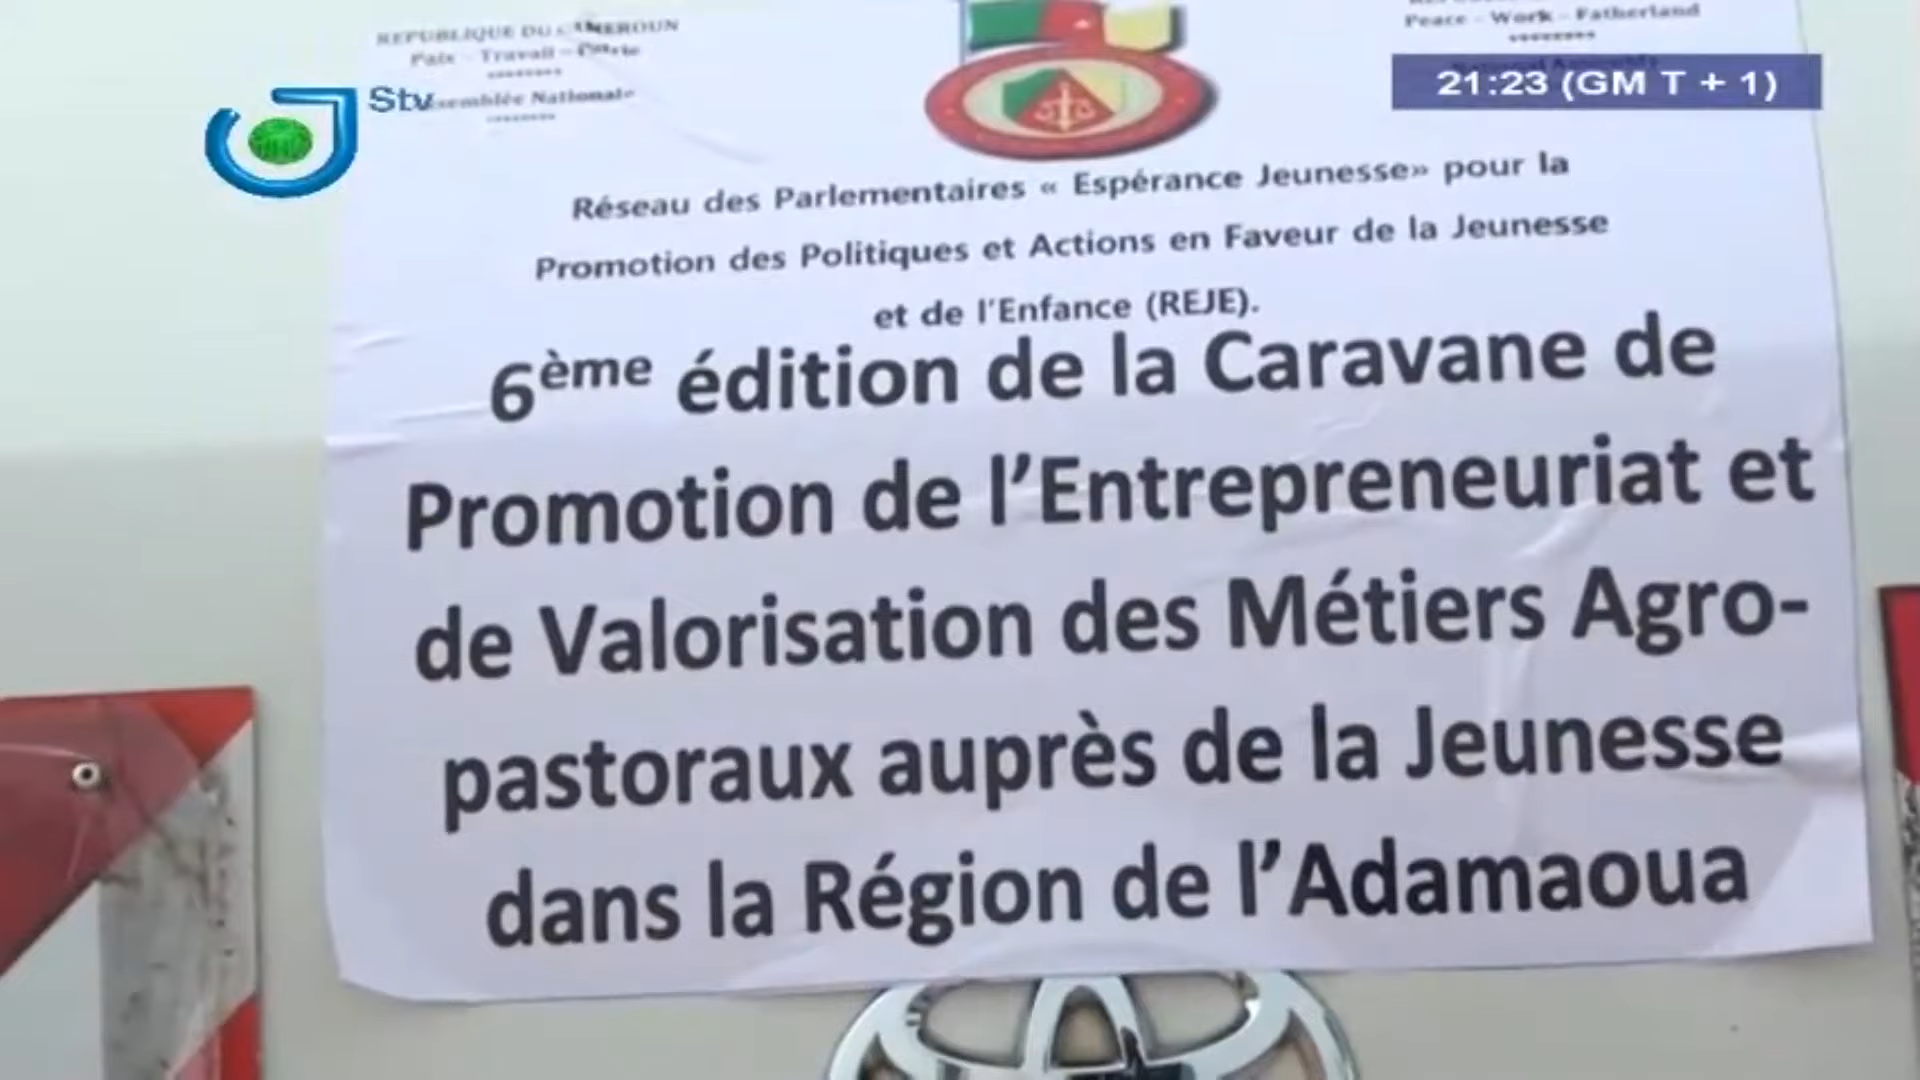 REPUBLIQUE DU CAMEROUN
Paix - Travail - Patrie
Assemblée Nationale
Peace - Work - Fatherland
Stv
21:23 (GMT + 1)
Réseau des Parlementaires « Espérance Jeunesse» pour la
Promotion des Politiques et Actions en Faveur de la Jeunesse
et de l'Enfance (REJE).
6ème édition de la Caravane de
Promotion de l'Entrepreneuriat et
de Valorisation des Métiers Agro-
pastoraux auprès de la Jeunesse
dans la Région de l'Adamaoua